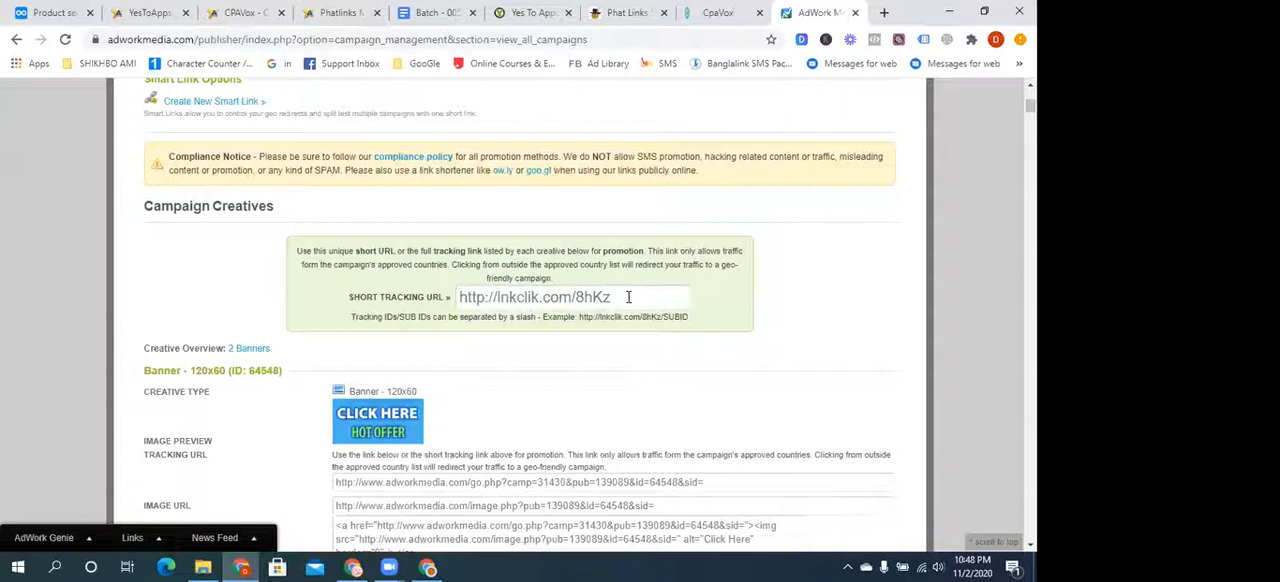 Product se
YesToApps
CPAVox - C
Phatlinks M
Batch - 005
Yes To App
Phat Links
CpaVox
AdWork M
adworkmedia.com/publisher/index.php?option=campaign_management&section=view_all_campaigns
Apps
SHIKHBO AMI
Character Counter /...
in
Support Inbox
GooGle
Online Courses & E...
FB Ad Library
SMS
Banglalink SMS Pac...
Messages for web
Messages for web
Smart Link Options
Create New Smart Link »
Smart Links allow you to control your geo redirects and split test multiple campaigns with one short link.
Compliance Notice - Please be sure to follow our compliance policy for all promotion methods. We do NOT allow SMS promotion, hacking related content or traffic, misleading
content or promotion, or any kind of SPAM. Please also use a link shortener like ow.ly or goo.gl when using our links publicly online.
Campaign Creatives
Use this unique short URL or the full tracking link listed by each creative below for promotion. This link only allows traffic
form the campaign's approved countries. Clicking from outside the approved country list will redirect your traffic to a geo-
friendly campaign.
SHORT TRACKING URL » http://lnkclik.com/8hKz
Tracking IDs/SUB IDs can be separated by a slash - Example: http://lnkclik.com/8hKz/SUBID
Creative Overview: 2 Banners
Banner - 120x60 (ID: 64548)
CREATIVE TYPE
Banner - 120x60
CLICK HERE
HOT OFFER
IMAGE PREVIEW
TRACKING URL
Use the link below or the short tracking link above for promotion. This link only allows traffic form the campaign's approved countries. Clicking from outside
the approved country list will redirect your traffic to a geo-friendly campaign.
http://www.adworkmedia.com/go.php?camp=31430&pub=139089&id=64548&sid=
IMAGE URL
http://www.adworkmedia.com/image.php?pub=139089&id=64548&sid=
<a href="http://www.adworkmedia.com/go.php?camp=31430&pub=139089&id=64548&sid="><img
src="http://www.adworkmedia.com/image.php?pub=139089&id=64548&sid=" alt="Click Here"
AdWork Genie
Links
News Feed
scroll to top
10:48 PM
11/2/2020